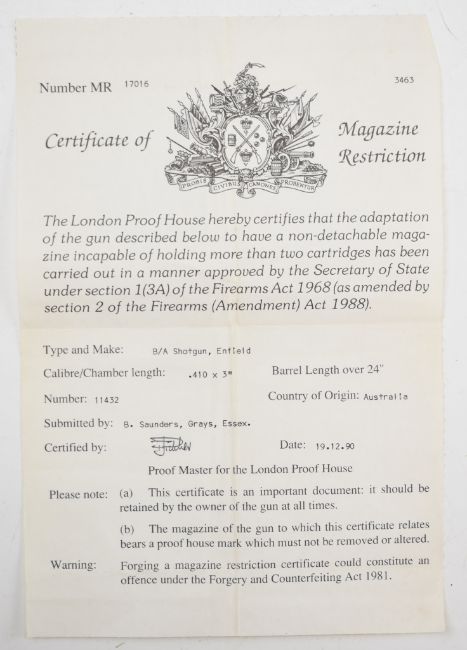 Number MR 17016
3463
Certificate of
Magazine
Restriction
PROBIS CIVIBUS CANONES PROBENTUR
The London Proof House hereby certifies that the adaptation
of the gun described below to have a non-detachable maga-
zine incapable of holding more than two cartridges has been
carried out in a manner approved by the Secretary of State
under section 1(3A) of the Firearms Act 1968 (as amended by
section 2 of the Firearms (Amendment) Act 1988).
Type and Make: B/A Shotgun, Enfield
Calibre/Chamber length: .410 x 3" Barrel Length over 24"
Number: 11432 Country of Origin: Australia
Submitted by: B. Saunders, Grays, Essex.
Certified by: Date: 19.12.90
Proof Master for the London Proof House
Please note: (a) This certificate is an important document: it should be
retained by the owner of the gun at all times.
(b) The magazine of the gun to which this certificate relates
bears a proof house mark which must not be removed or altered.
Warning: Forging a magazine restriction certificate could constitute an
offence under the Forgery and Counterfeiting Act 1981.